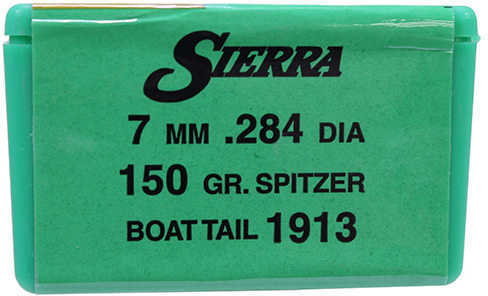 SIERRA
7 MM .284 DIA
150 GR. SPITZER
BOAT TAIL 1913